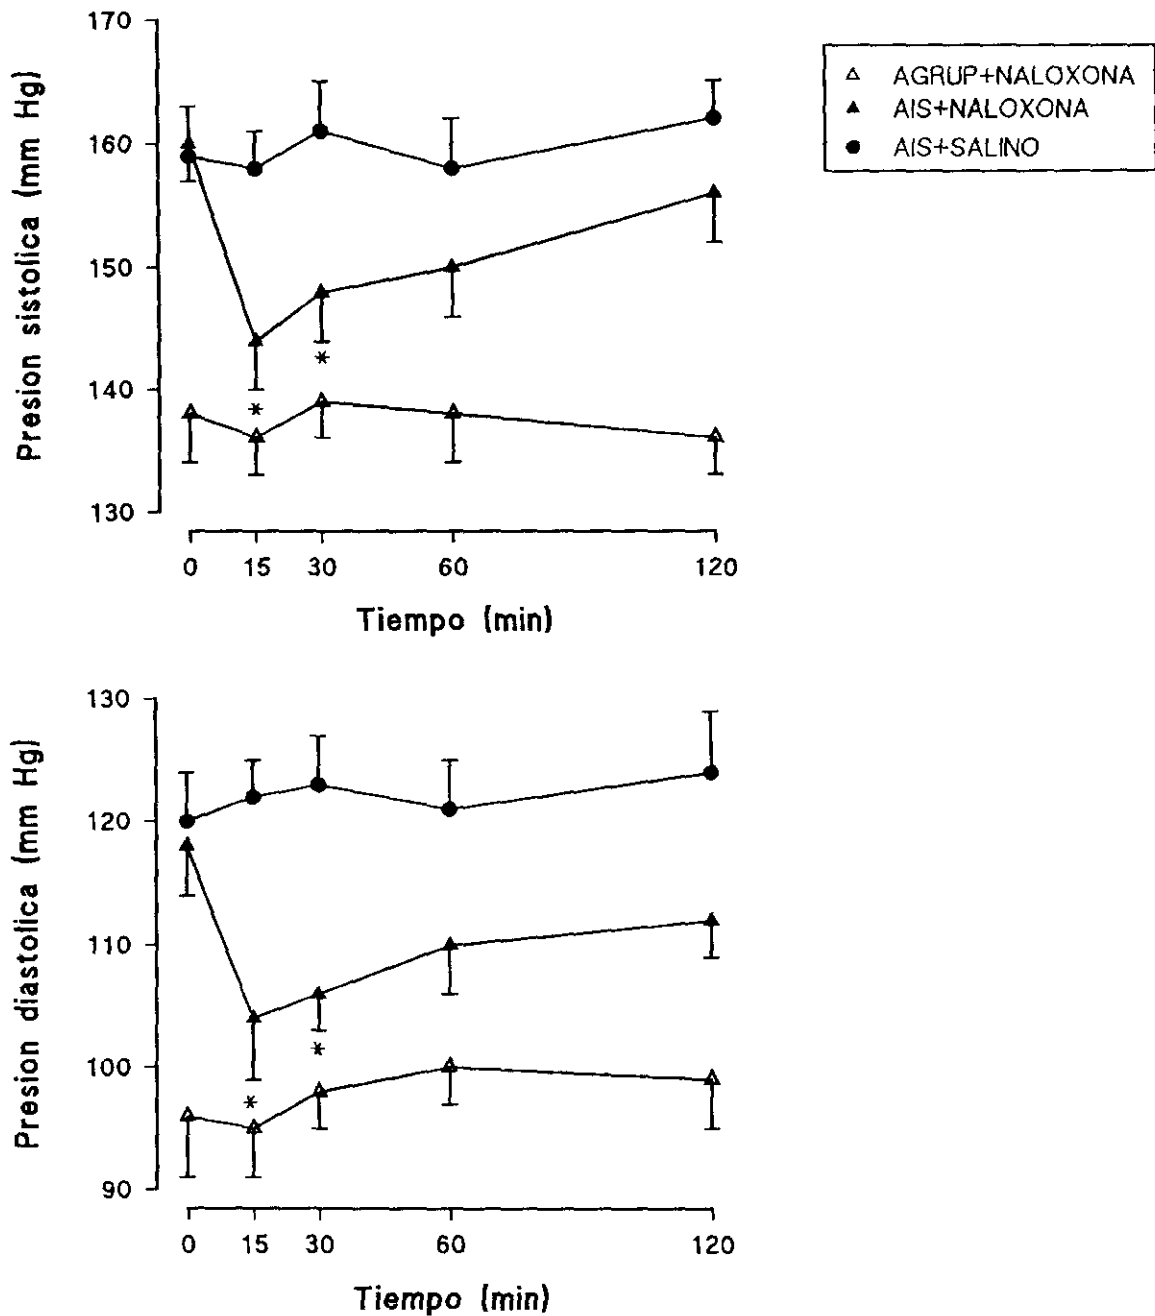 170
160
150
140
130
Presion sistolica (mm Hg)
0 15 30 60 120
Tiempo (min)
AGRUP+NALOXONA
AIS+NALOXONA
AIS+SALINO
*
*
130
120
110
100
90
Presion diastolica (mm Hg)
0 15 30 60 120
Tiempo (min)
*
*